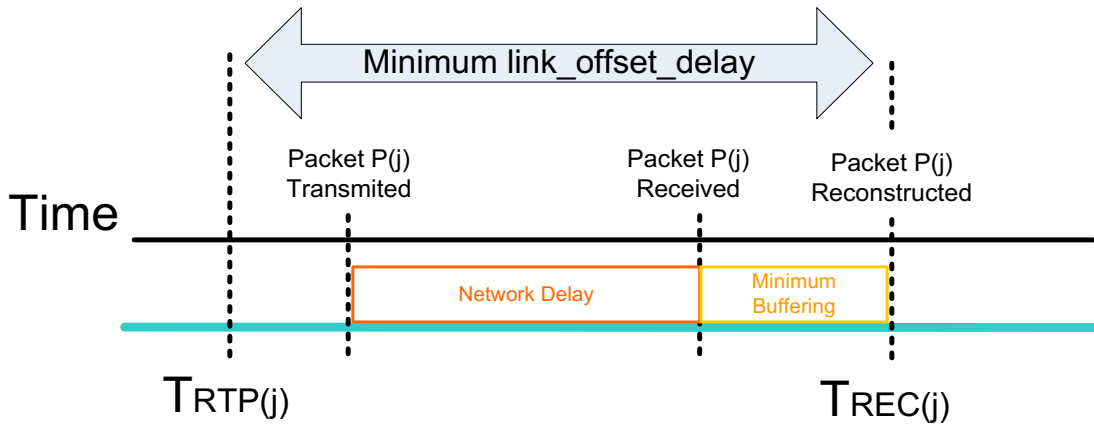 Minimum link_offset_delay
Packet P(j)
Transmited
Packet P(j)
Received
Packet P(j)
Reconstructed
Time
Network Delay
Minimum
Buffering
TRTP(j)
TREC(j)